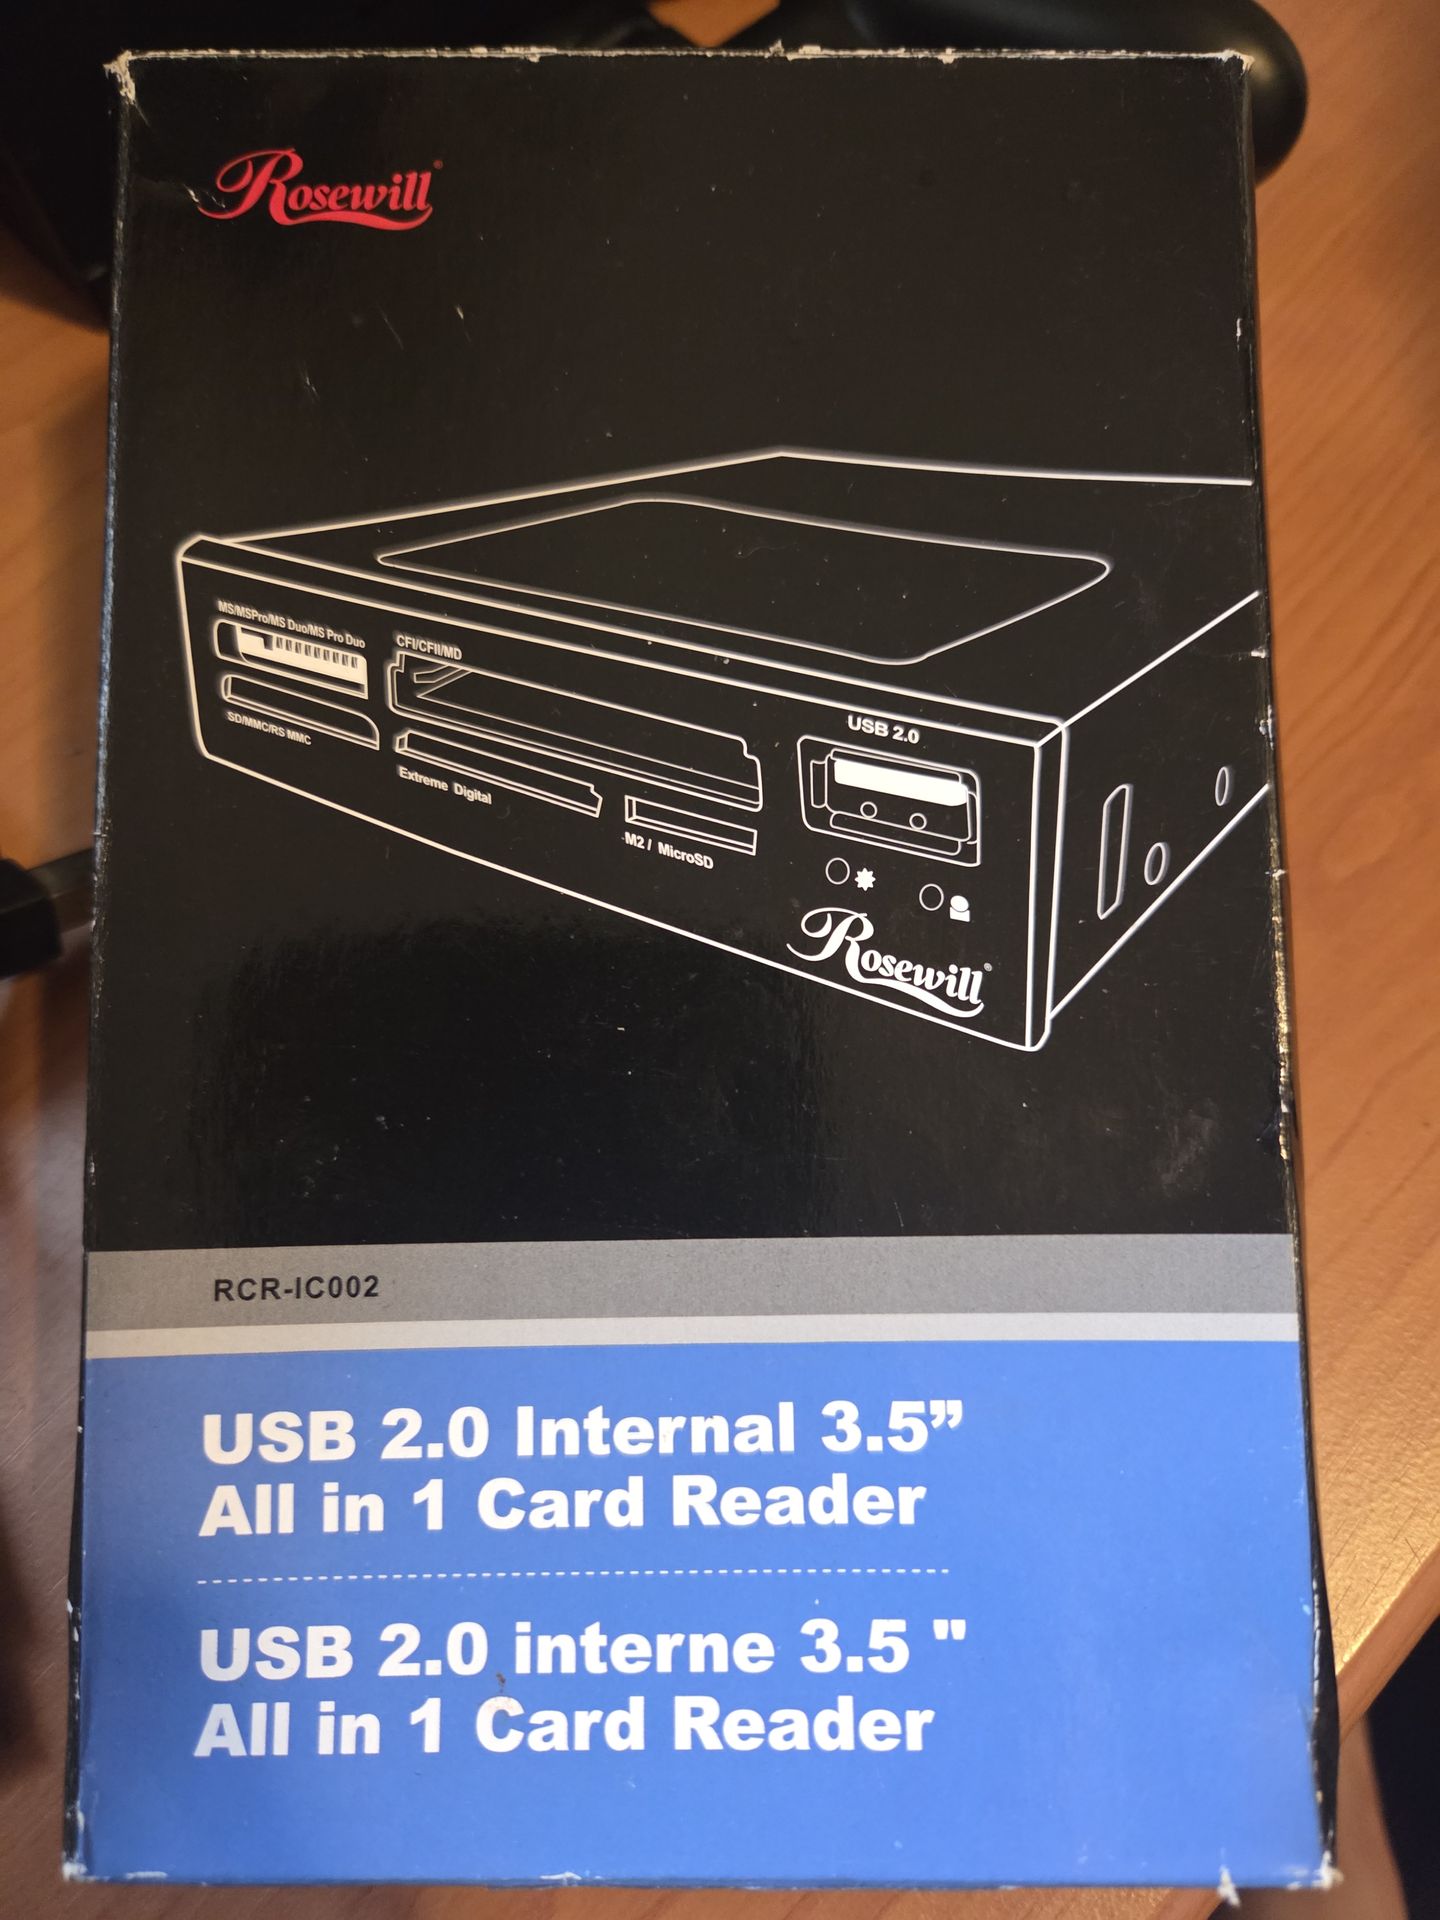 Rosewill®
MS/MSPro/MS Duo/MS Pro Duo
CFI/CFII/MD
SD/MMC/RS MMC
Extreme Digital
M2 / MicroSD
USB 2.0
Rosewill®
RCR-IC002
USB 2.0 Internal 3.5”
All in 1 Card Reader
USB 2.0 interne 3.5 "
All in 1 Card Reader